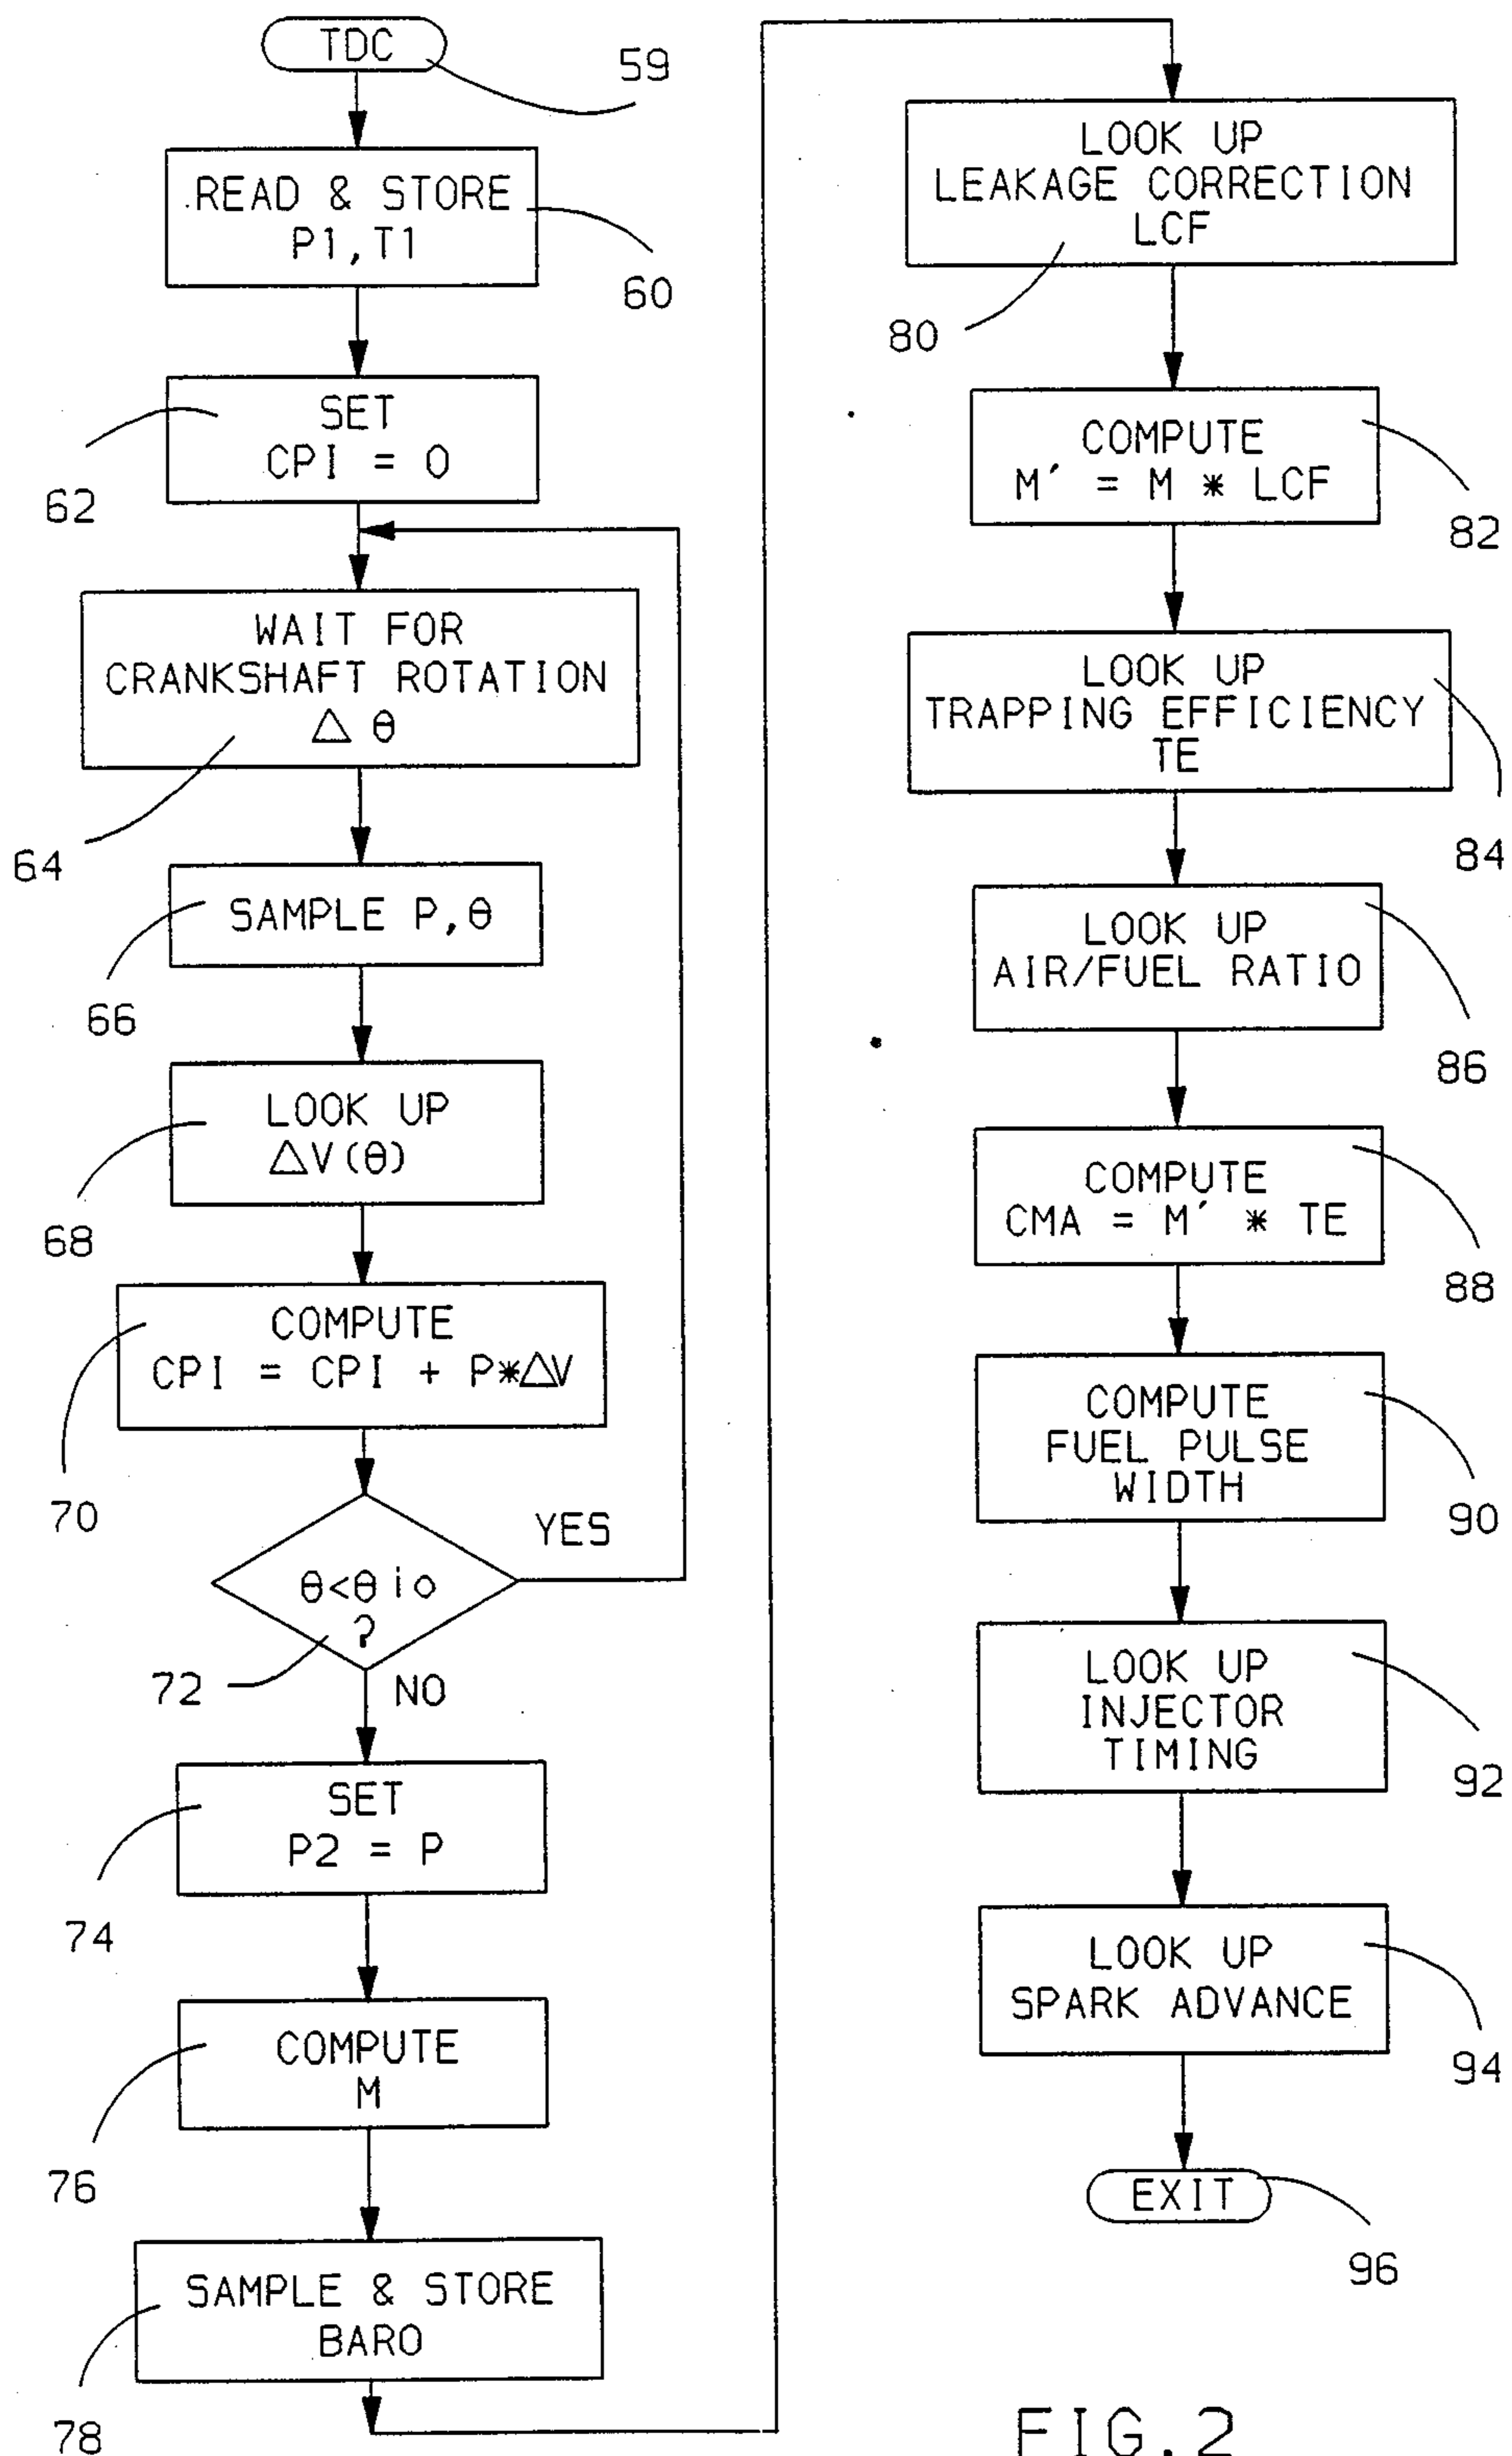 TDC
59
READ & STORE
P1,T1
60
SET
CPI = 0
62
WAIT FOR
CRANKSHAFT ROTATION
△ θ
64
SAMPLE P,θ
66
LOOK UP
△V(θ)
68
COMPUTE
CPI = CPI + P*△V
70
YES
θ<θio
?
72
NO
SET
P2 = P
74
COMPUTE
M
76
SAMPLE & STORE
BARO
78
LOOK UP
LEAKAGE CORRECTION
LCF
80
COMPUTE
M′ = M * LCF
82
LOOK UP
TRAPPING EFFICIENCY
TE
84
LOOK UP
AIR/FUEL RATIO
86
COMPUTE
CMA = M′ * TE
88
COMPUTE
FUEL PULSE
WIDTH
90
LOOK UP
INJECTOR
TIMING
92
LOOK UP
SPARK ADVANCE
94
EXIT
96
FIG.2